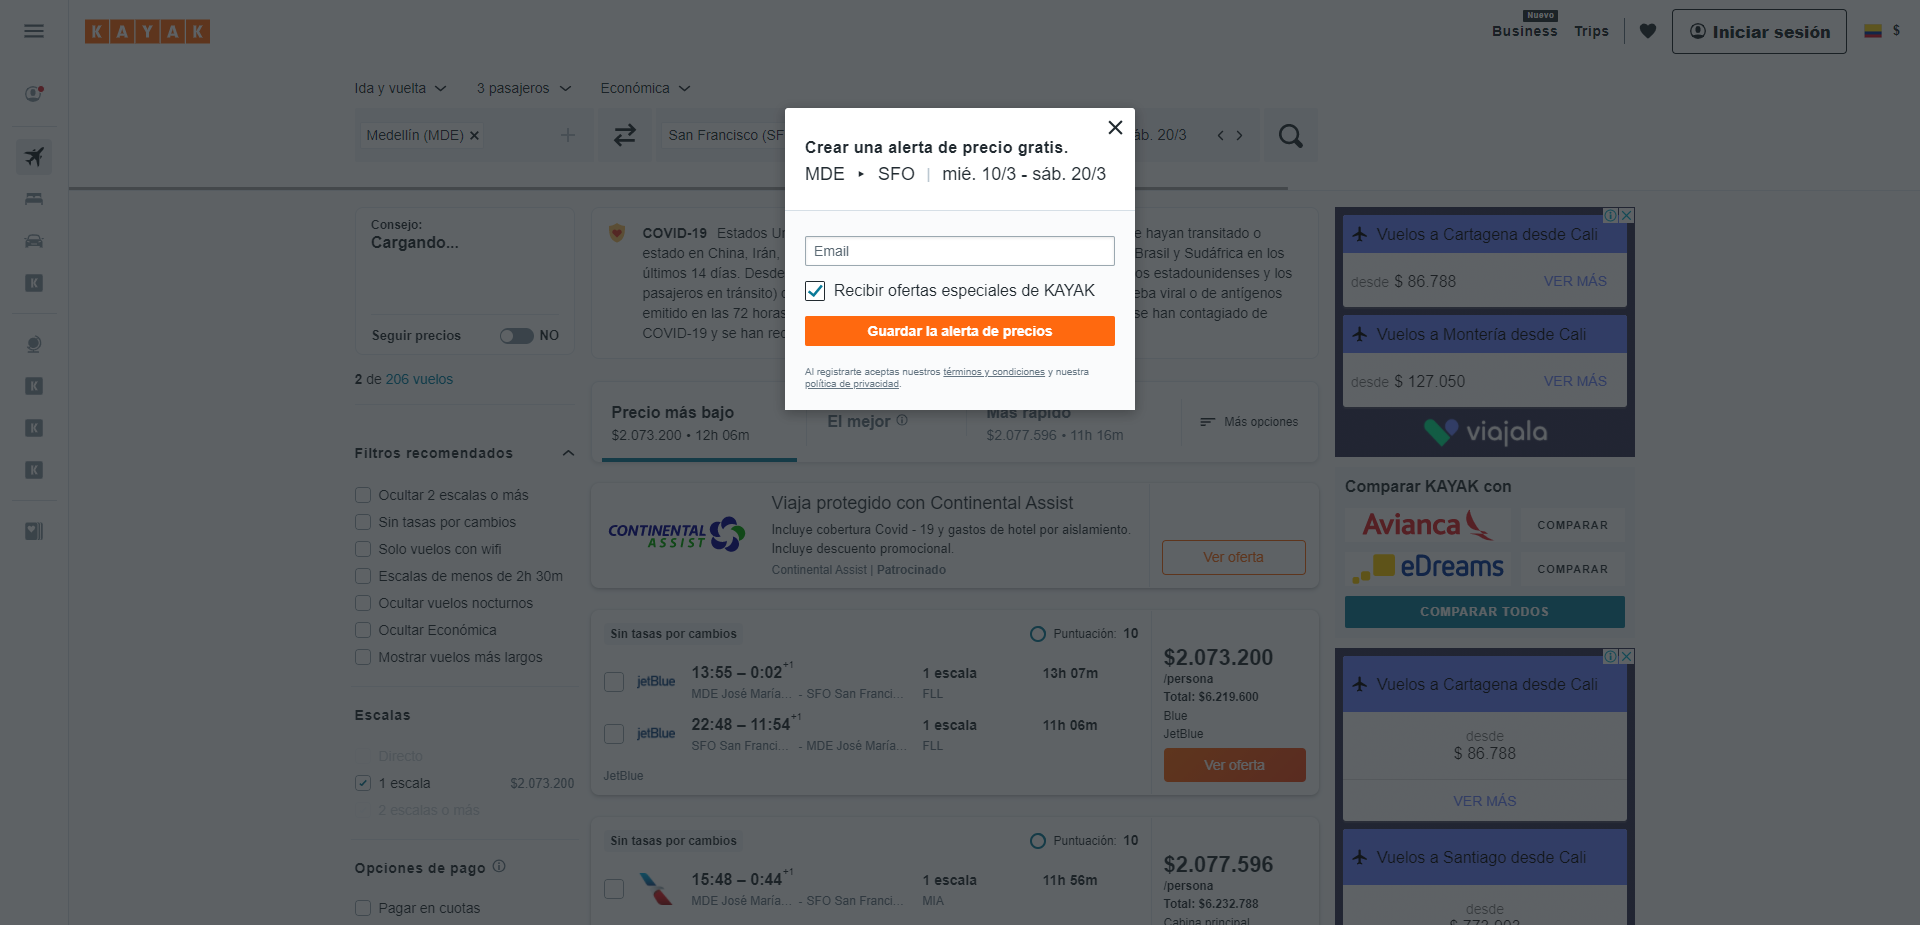 KAYAK
Nuevo
Business
Trips
Iniciar sesión
$
Ida y vuelta
3 pasajeros
Económica
Medellín (MDE)
San Francisco (SF
áb. 20/3
Crear una alerta de precio gratis.
MDE ‣ SFO | mié. 10/3 - sáb. 20/3
Email
Recibir ofertas especiales de KAYAK
Guardar la alerta de precios
Al registrarte aceptas nuestros términos y condiciones y nuestra
política de privacidad.
Consejo:
Cargando...
Seguir precios NO
2 de 206 vuelos
Filtros recomendados
Ocultar 2 escalas o más
Sin tasas por cambios
Solo vuelos con wifi
Escalas de menos de 2h 30m
Ocultar vuelos nocturnos
Ocultar Económica
Mostrar vuelos más largos
Escalas
Directo
1 escala $2.073.200
2 escalas o más
Opciones de pago
Pagar en cuotas
COVID-19 Estados Un e hayan transitado o
estado en China, Irán, Brasil y Sudáfrica en los
últimos 14 días. Desde os estadounidenses y los
pasajeros en tránsito) eba viral o de antígenos
emitido en las 72 horas se han contagiado de
COVID-19 y se han rec
Precio más bajo
$2.073.200 • 12h 06m
El mejor
Más rápido
$2.077.596 • 11h 16m
Más opciones
CONTINENTAL
ASSIST
Viaja protegido con Continental Assist
Incluye cobertura Covid - 19 y gastos de hotel por aislamiento.
Incluye descuento promocional.
Continental Assist | Patrocinado
Ver oferta
Sin tasas por cambios
Puntuación: 10
jetBlue
13:55 – 0:02+1
MDE José María... - SFO San Franci...
1 escala
FLL
13h 07m
jetBlue
22:48 – 11:54+1
SFO San Franci... - MDE José María...
1 escala
FLL
11h 06m
JetBlue
$2.073.200
/persona
Total: $6.219.600
Blue
JetBlue
Ver oferta
Sin tasas por cambios
Puntuación: 10
15:48 – 0:44+1
MDE José María... - SFO San Franci...
1 escala
MIA
11h 56m
$2.077.596
/persona
Total: $6.232.788
Cabina principal
Vuelos a Cartagena desde Cali
desde $ 86.788 VER MÁS
Vuelos a Montería desde Cali
desde $ 127.050 VER MÁS
viajala
Comparar KAYAK con
Avianca COMPARAR
eDreams COMPARAR
COMPARAR TODOS
Vuelos a Cartagena desde Cali
desde
$ 86.788
VER MÁS
Vuelos a Santiago desde Cali
desde